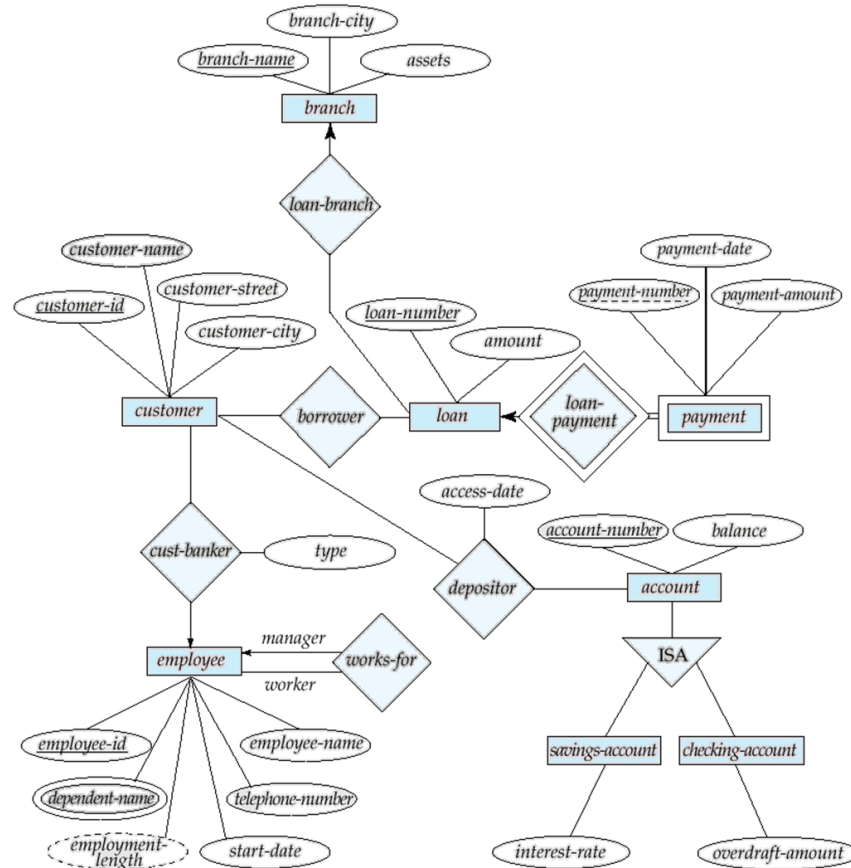 branch-city
branch-name
assets
branch
loan-branch
customer-name
payment-date
customer-street
payment-number
payment-amount
customer-id
loan-number
customer-city
amount
customer
borrower
loan
loan-
payment
payment
access-date
account-number
balance
cust-banker
type
depositor
account
manager
employee
works-for
ISA
worker
employee-id
employee-name
savings-account
checking-account
dependent-name
telephone-number
employment-
length
start-date
interest-rate
overdraft-amount